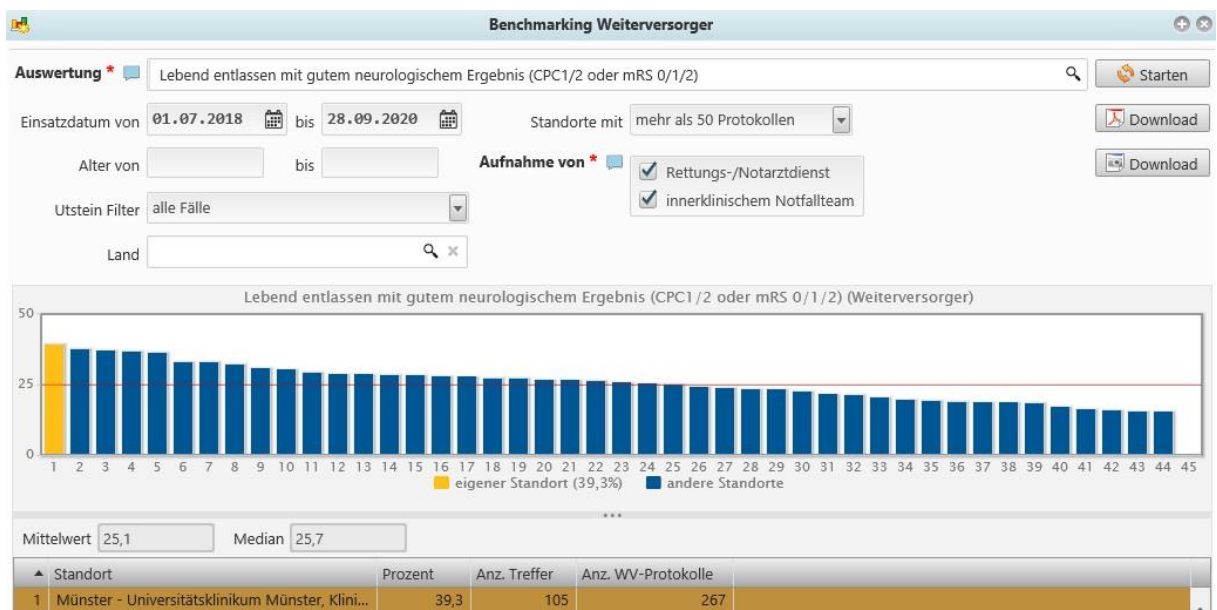 Benchmarking Weiterversorger
Auswertung * Lebend entlassen mit gutem neurologischem Ergebnis (CPC1/2 oder mRS 0/1/2) Starten
Einsatzdatum von 01.07.2018 bis 28.09.2020 Standorte mit mehr als 50 Protokollen Download
Alter von bis Aufnahme von * Rettungs-/Notarztdienst Download
innerklinischem Notfallteam
Utstein Filter alle Fälle
Land
Lebend entlassen mit gutem neurologischem Ergebnis (CPC1/2 oder mRS 0/1/2) (Weiterversorger)
50
25
0
1 2 3 4 5 6 7 8 9 10 11 12 13 14 15 16 17 18 19 20 21 22 23 24 25 26 27 28 29 30 31 32 33 34 35 36 37 38 39 40 41 42 43 44 45
eigener Standort (39,3%) andere Standorte
Mittelwert 25,1 Median 25,7
Standort Prozent Anz. Treffer Anz. WV-Protokolle
1 Münster - Universitätsklinikum Münster, Klini... 39,3 105 267